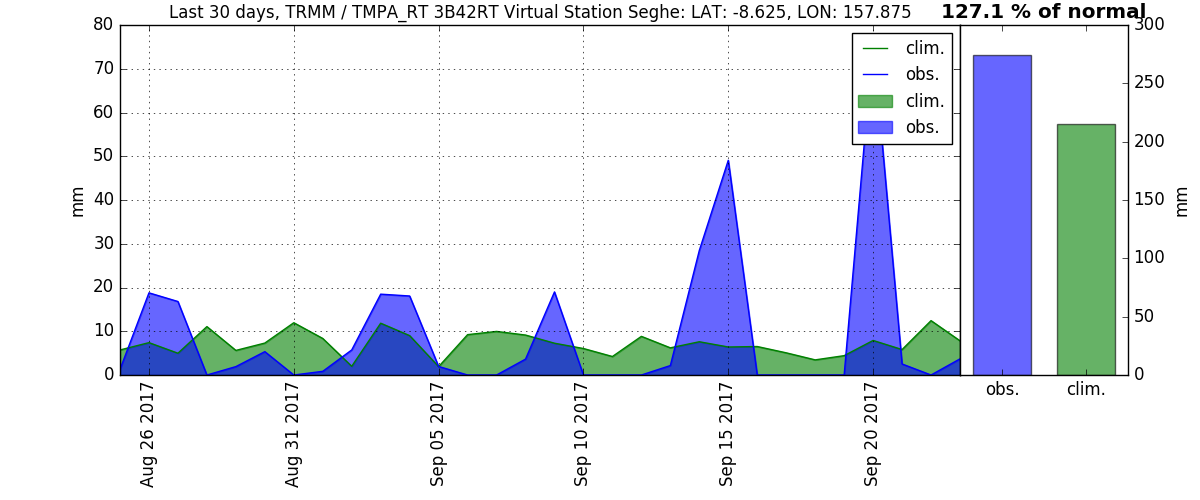 Last 30 days, TRMM / TMPA_RT 3B42RT Virtual Station Seghe: LAT: -8.625, LON: 157.875
127.1 % of normal
80
70
60
50
40
30
20
10
0
mm
clim.
obs.
clim.
obs.
Aug 26 2017
Aug 31 2017
Sep 05 2017
Sep 10 2017
Sep 15 2017
Sep 20 2017
300
250
200
150
100
50
0
mm
obs.
clim.